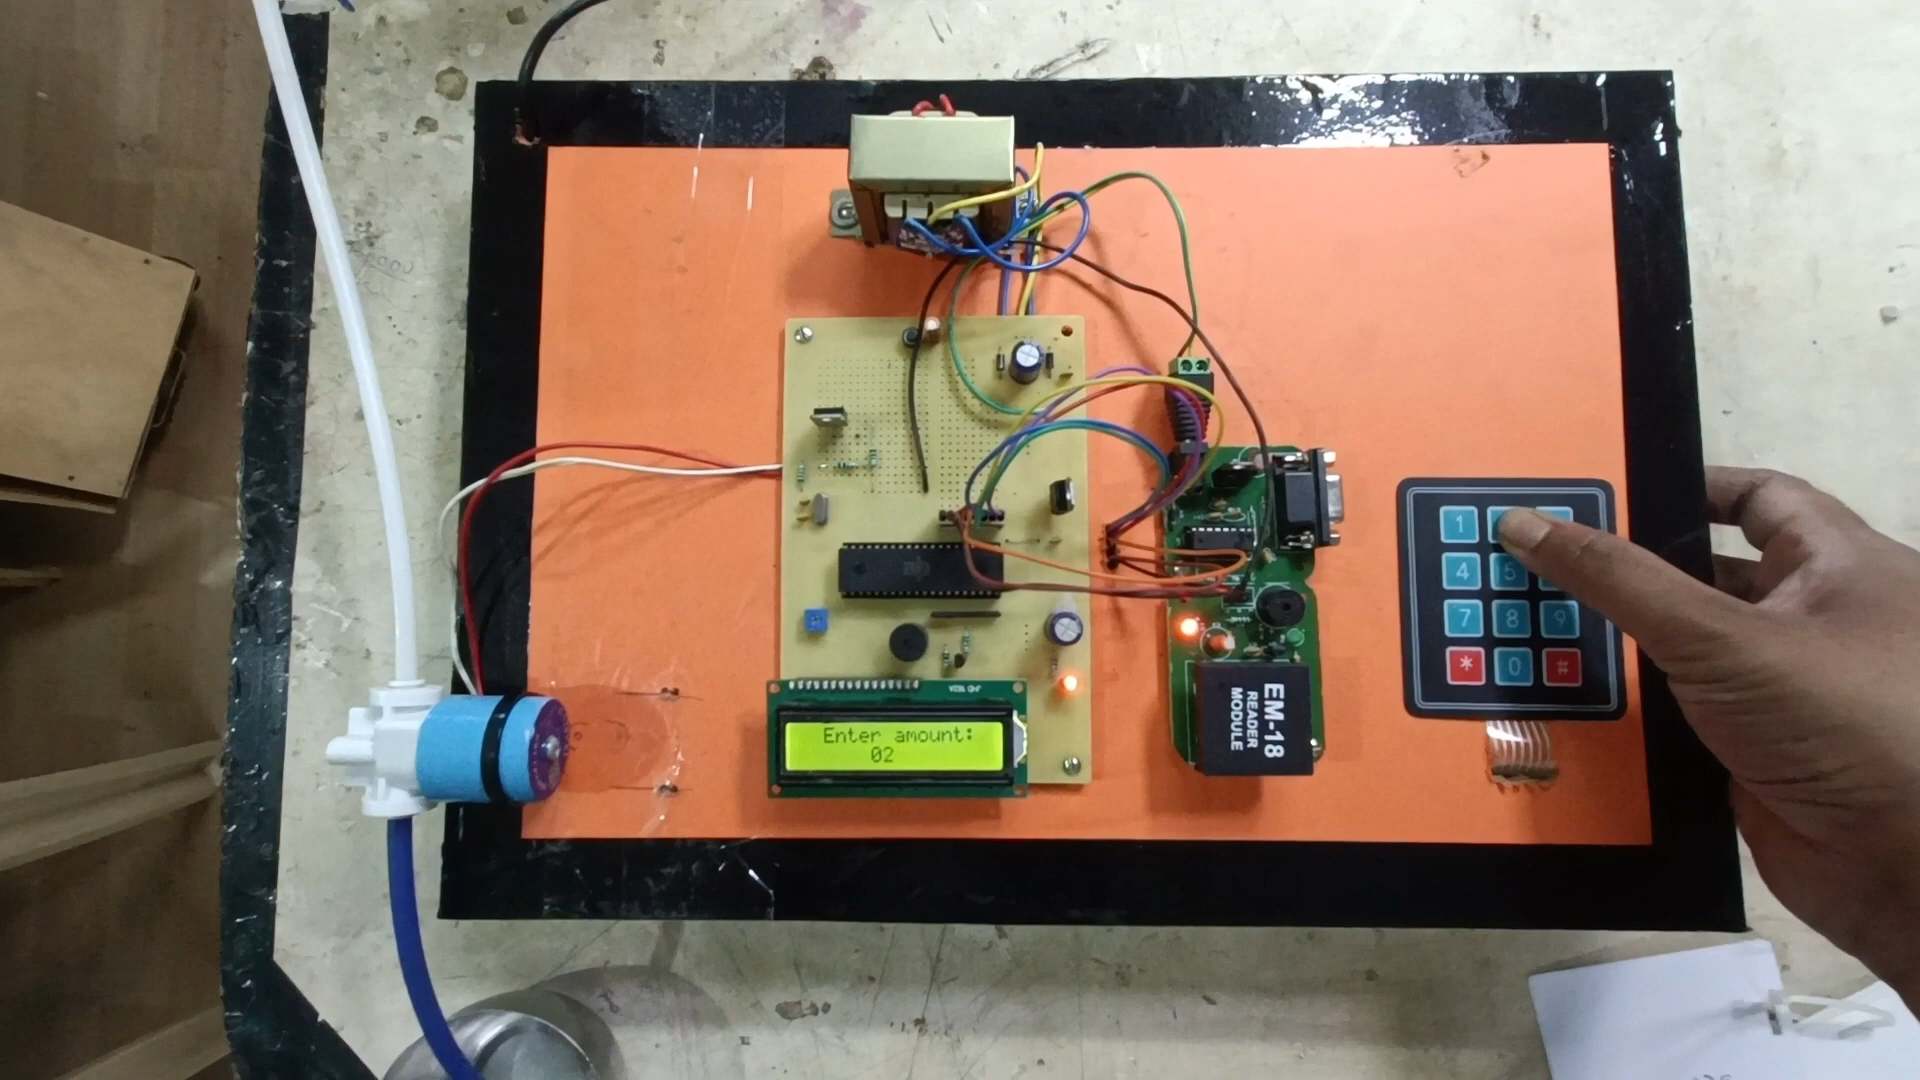 Enter amount:
02
EM-18
READER
MODULE
1
4 5
7 8 9
* 0 #